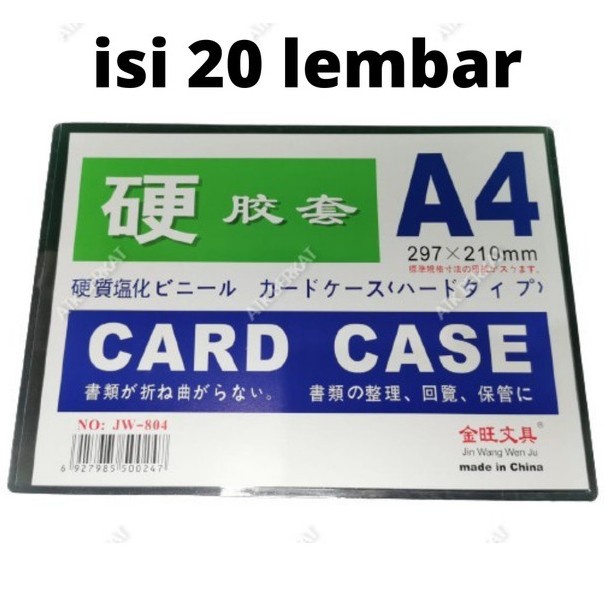 isi 20 lembar
硬 胶套
A4
297×210mm
硬質塩化ビニール カードケース(ハードタイプ)
CARD CASE
書類が折ね曲がらない。 書類の整理、回覧、保管に
NO: JW-804
6 927985 500247
金旺文具®
Jin Wang Wen Ju
made in China